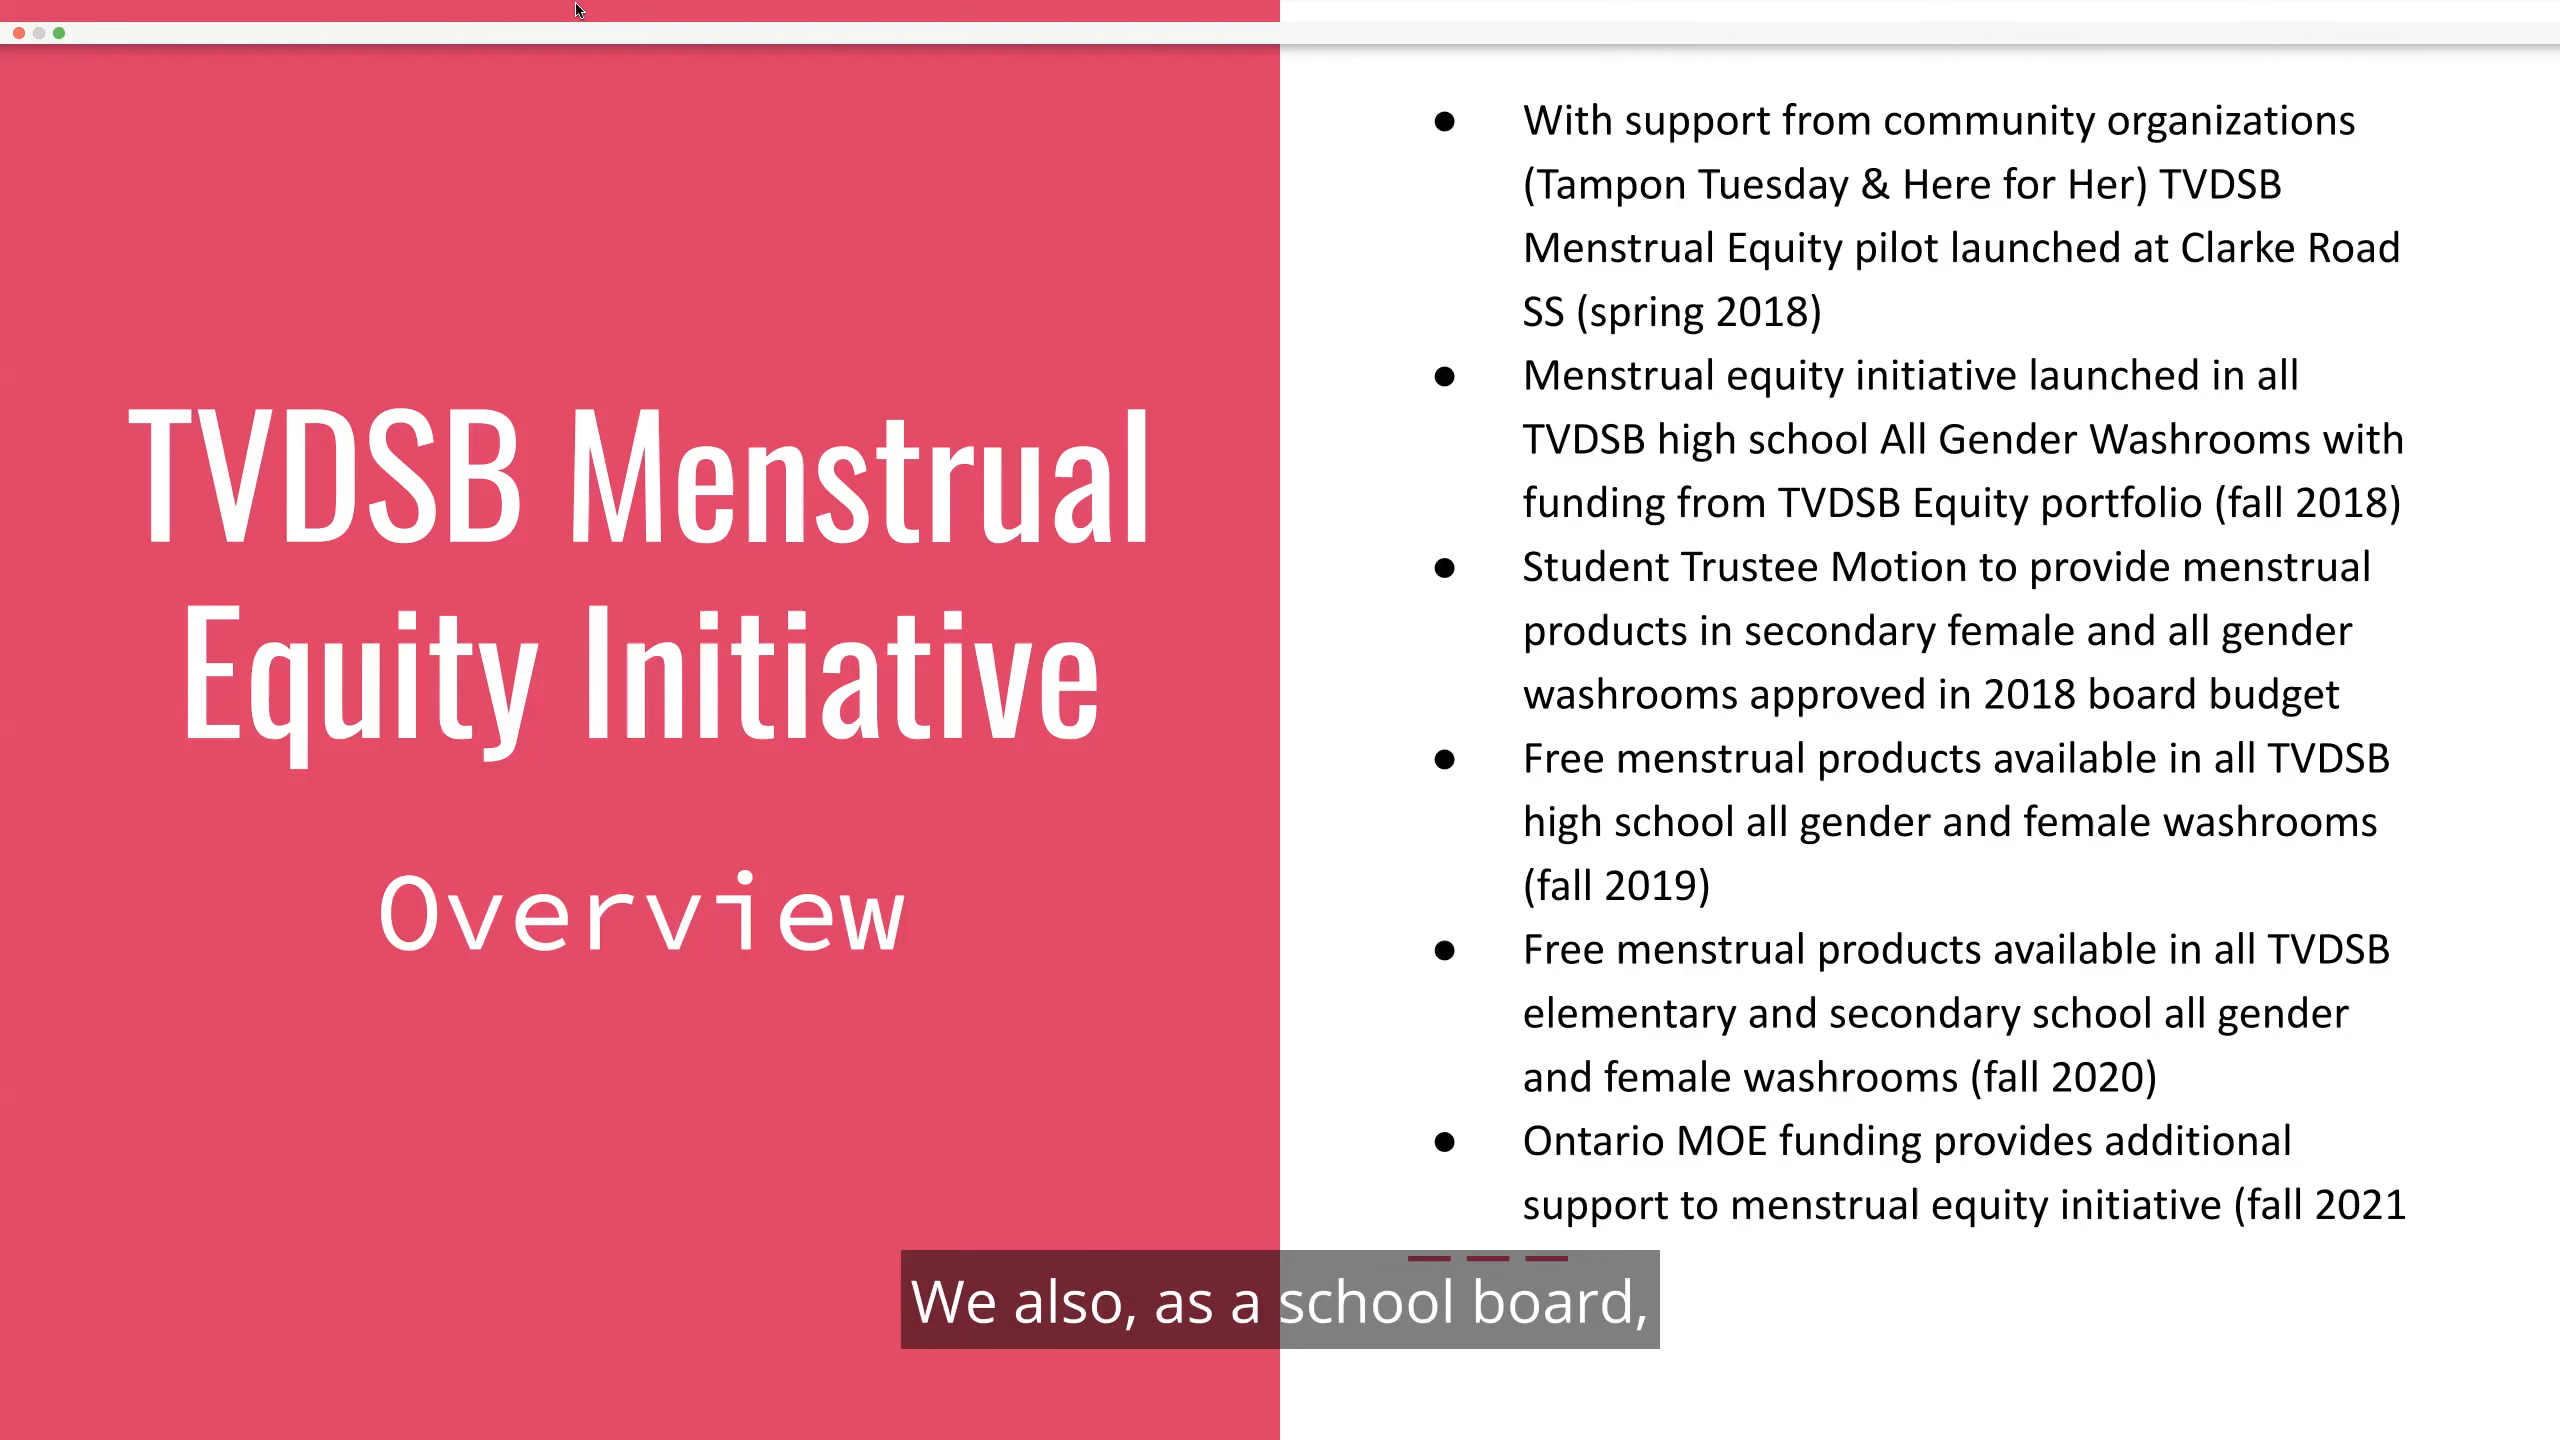 TVDSB Menstrual
Equity Initiative
Overview
● With support from community organizations
(Tampon Tuesday & Here for Her) TVDSB
Menstrual Equity pilot launched at Clarke Road
SS (spring 2018)
● Menstrual equity initiative launched in all
TVDSB high school All Gender Washrooms with
funding from TVDSB Equity portfolio (fall 2018)
● Student Trustee Motion to provide menstrual
products in secondary female and all gender
washrooms approved in 2018 board budget
● Free menstrual products available in all TVDSB
high school all gender and female washrooms
(fall 2019)
● Free menstrual products available in all TVDSB
elementary and secondary school all gender
and female washrooms (fall 2020)
● Ontario MOE funding provides additional
support to menstrual equity initiative (fall 2021
We also, as a school board,